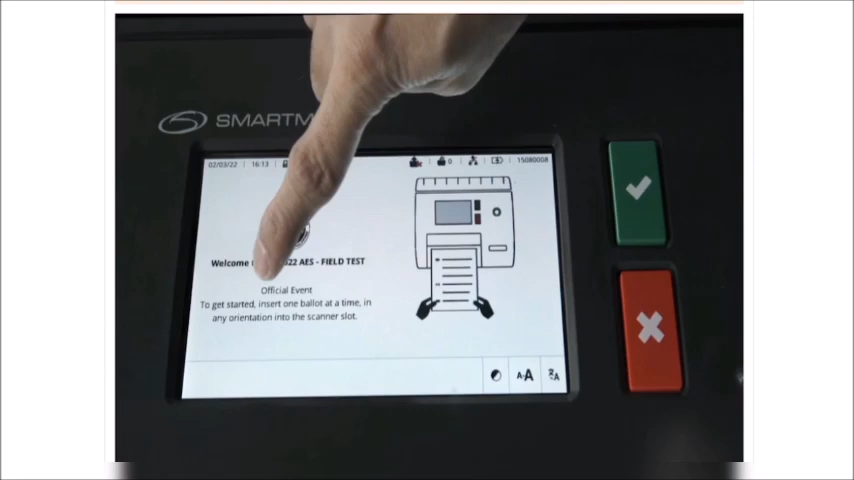 SMARTM
02/03/22 | 16:13
0
15080008
Welcome
22 AES - FIELD TEST
Official Event
To get started, insert one ballot at a time, in
any orientation into the scanner slot.
A-A